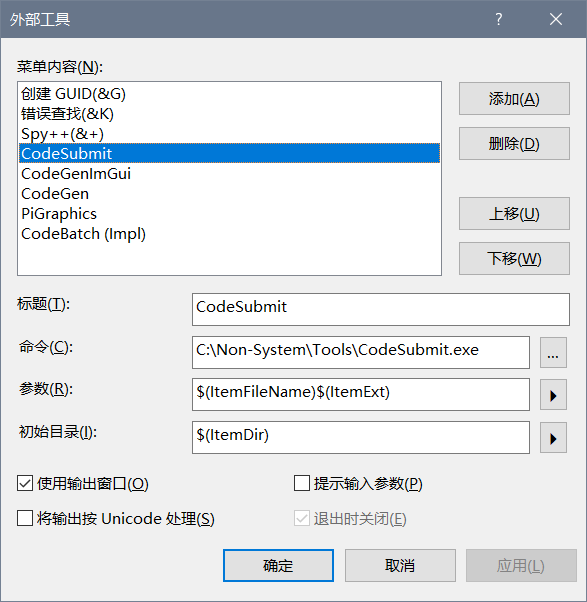 外部工具
菜单内容(N):
创建 GUID(&G)
错误查找(&K)
Spy++(&+)
CodeSubmit
CodeGenImGui
CodeGen
PiGraphics
CodeBatch (Impl)
添加(A)
删除(D)
上移(U)
下移(W)
标题(T):
CodeSubmit
命令(C):
C:\Non-System\Tools\CodeSubmit.exe
...
参数(R):
$(ItemFileName)$(ItemExt)
初始目录(I):
$(ItemDir)
使用输出窗口(O)
提示输入参数(P)
将输出按 Unicode 处理(S)
退出时关闭(E)
确定
取消
应用(L)